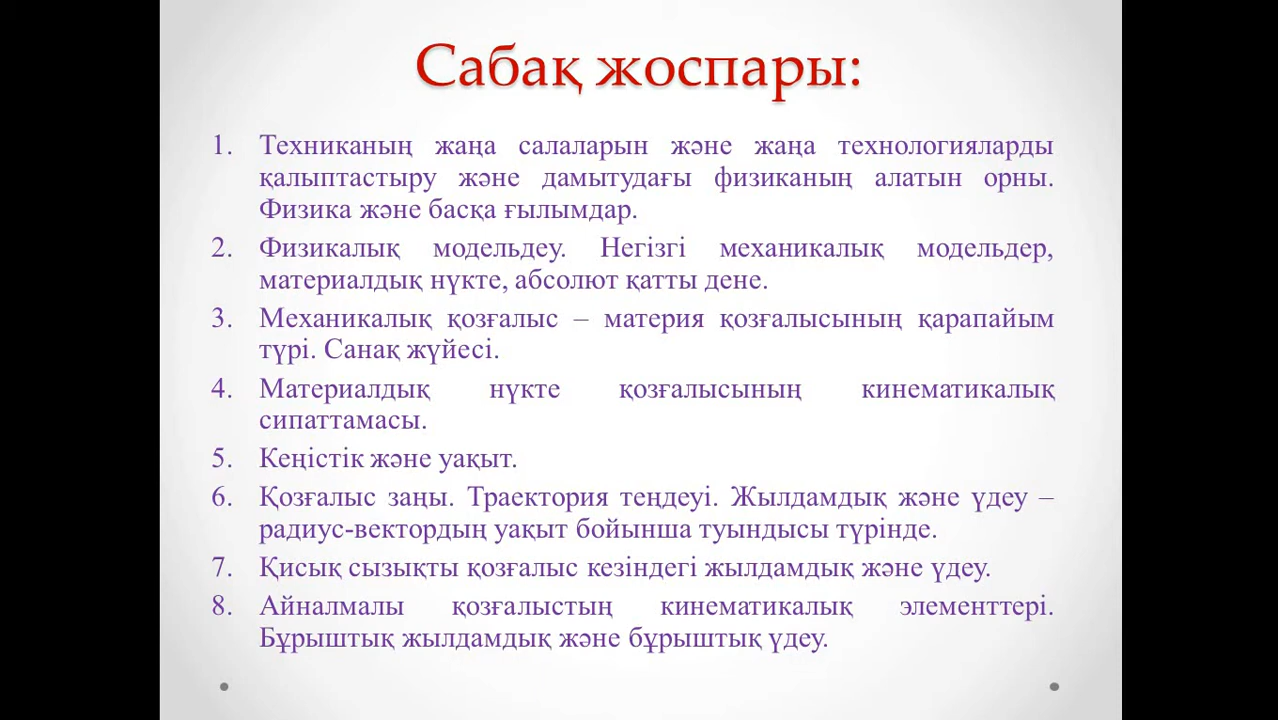 Сабақ жоспары:
1. Техниканың жаңа салаларын және жаңа технологияларды
қалыптастыру және дамытудағы физиканың алатын орны.
Физика және басқа ғылымдар.
2. Физикалық модельдеу. Негізгі механикалық модельдер,
материалдық нүкте, абсолют қатты дене.
3. Механикалық қозғалыс – материя қозғалысының қарапайым
түрі. Санақ жүйесі.
4. Материалдық нүкте қозғалысының кинематикалық
сипаттамасы.
5. Кеңістік және уақыт.
6. Қозғалыс заңы. Траектория теңдеуі. Жылдамдық және үдеу –
радиус-вектордың уақыт бойынша туындысы түрінде.
7. Қисық сызықты қозғалыс кезіндегі жылдамдық және үдеу.
8. Айналмалы қозғалыстың кинематикалық элементтері.
Бұрыштық жылдамдық және бұрыштық үдеу.